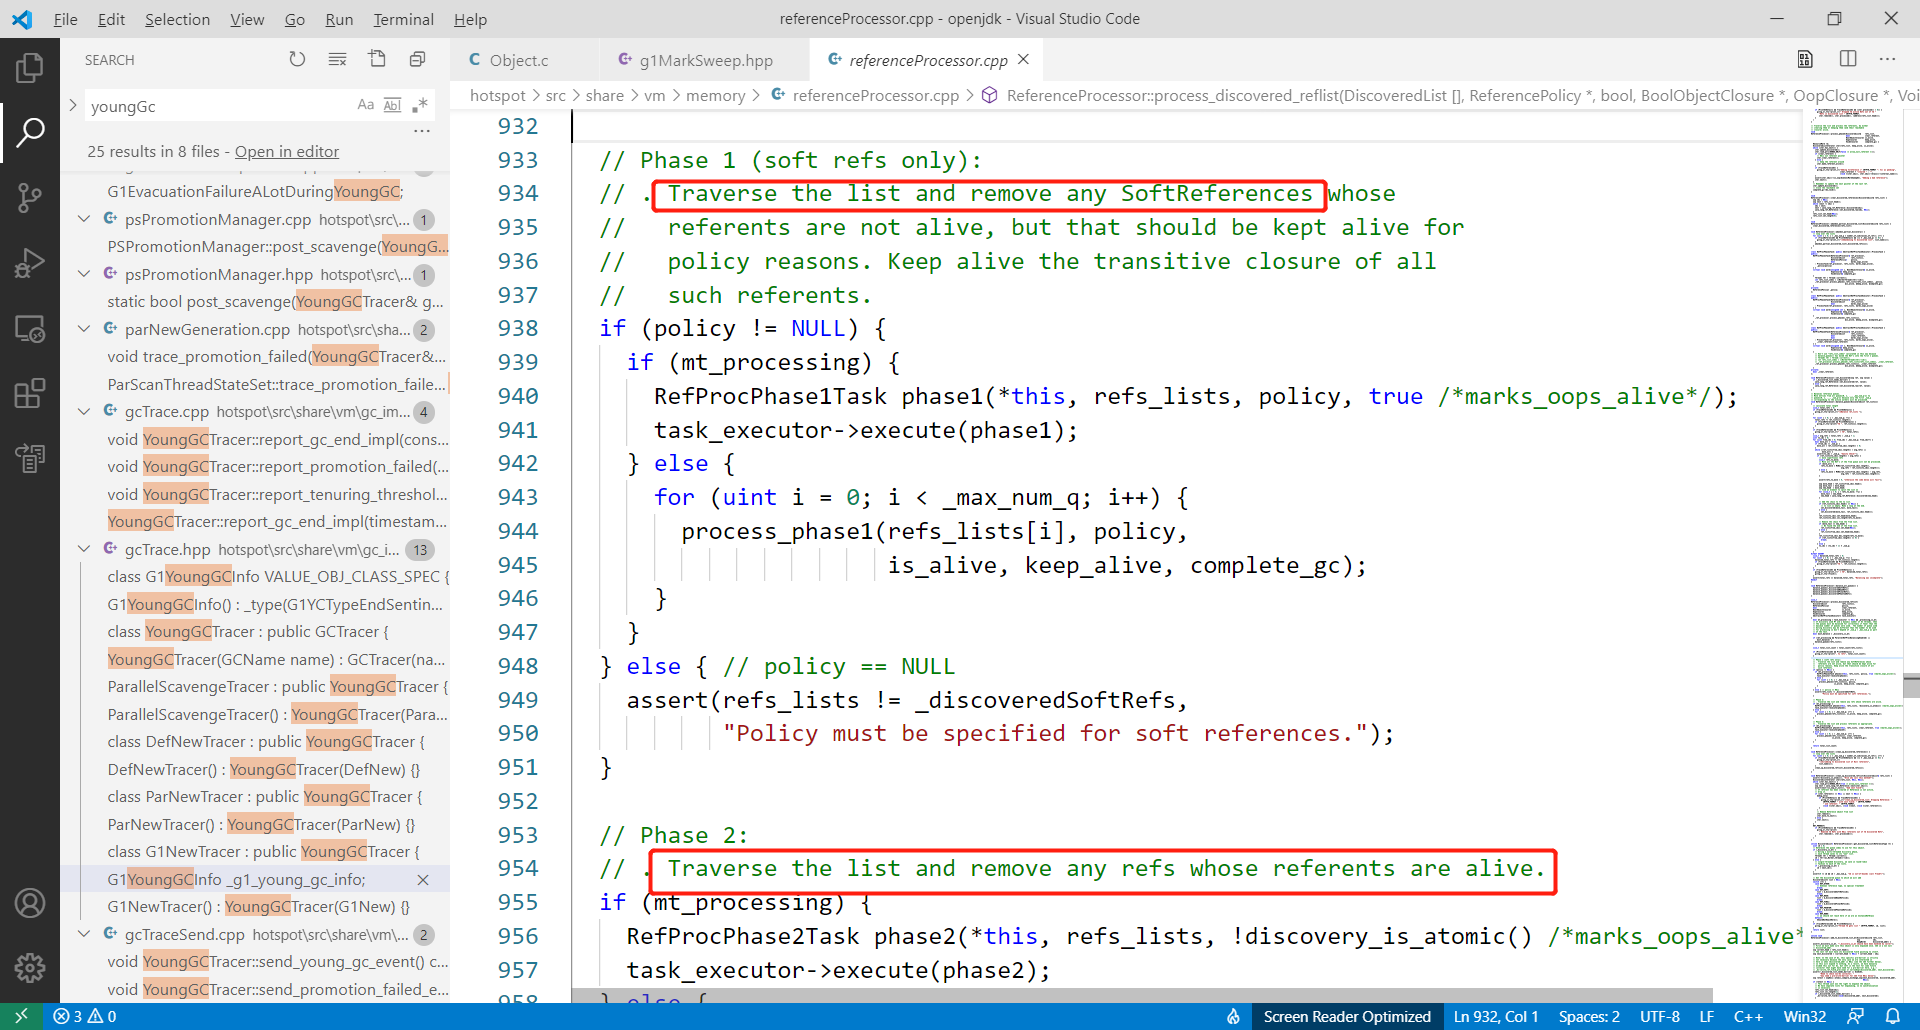 File Edit Selection View Go Run Terminal Help
referenceProcessor.cpp - openjdk - Visual Studio Code
SEARCH
youngGc
Aa Abl .*
25 results in 8 files - Open in editor
G1EvacuationFailureALotDuringYoungGC;
psPromotionManager.cpp hotspot\src\... 1
PSPromotionManager::post_scavenge(YoungG...
psPromotionManager.hpp hotspot\src\... 1
static bool post_scavenge(YoungGCTracer& g...
parNewGeneration.cpp hotspot\src\sha... 2
void trace_promotion_failed(YoungGCTracer&...
ParScanThreadStateSet::trace_promotion_faile...
gcTrace.cpp hotspot\src\share\vm\gc_im... 4
void YoungGCTracer::report_gc_end_impl(cons...
void YoungGCTracer::report_promotion_failed(...
void YoungGCTracer::report_tenuring_threshol...
YoungGCTracer::report_gc_end_impl(timestam...
gcTrace.hpp hotspot\src\share\vm\gc_i... 13
class G1YoungGCInfo VALUE_OBJ_CLASS_SPEC {
G1YoungGCInfo() : _type(G1YCTypeEndSentin...
class YoungGCTracer : public GCTracer {
YoungGCTracer(GCName name) : GCTracer(na...
ParallelScavengeTracer : public YoungGCTracer {
ParallelScavengeTracer() : YoungGCTracer(Para...
class DefNewTracer : public YoungGCTracer {
DefNewTracer() : YoungGCTracer(DefNew) {}
class ParNewTracer : public YoungGCTracer {
ParNewTracer() : YoungGCTracer(ParNew) {}
class G1NewTracer : public YoungGCTracer {
G1YoungGCInfo _g1_young_gc_info;
G1NewTracer() : YoungGCTracer(G1New) {}
gcTraceSend.cpp hotspot\src\share\vm\... 2
void YoungGCTracer::send_young_gc_event() c...
void YoungGCTracer::send_promotion_failed_e...
Object.c
g1MarkSweep.hpp
referenceProcessor.cpp
hotspot > src > share > vm > memory > referenceProcessor.cpp > ReferenceProcessor::process_discovered_reflist(DiscoveredList [], ReferencePolicy *, bool, BoolObjectClosure *, OopClosure *, Voi
932
933 // Phase 1 (soft refs only):
934 // . Traverse the list and remove any SoftReferences whose
935 // referents are not alive, but that should be kept alive for
936 // policy reasons. Keep alive the transitive closure of all
937 // such referents.
938 if (policy != NULL) {
939 if (mt_processing) {
940 RefProcPhase1Task phase1(*this, refs_lists, policy, true /*marks_oops_alive*/);
941 task_executor->execute(phase1);
942 } else {
943 for (uint i = 0; i < _max_num_q; i++) {
944 process_phase1(refs_lists[i], policy,
945 is_alive, keep_alive, complete_gc);
946 }
947 }
948 } else { // policy == NULL
949 assert(refs_lists != _discoveredSoftRefs,
950 "Policy must be specified for soft references.");
951 }
952
953 // Phase 2:
954 // . Traverse the list and remove any refs whose referents are alive.
955 if (mt_processing) {
956 RefProcPhase2Task phase2(*this, refs_lists, !discovery_is_atomic() /*marks_oops_alive*
957 task_executor->execute(phase2);
958 } else {
3 0
Screen Reader Optimized Ln 932, Col 1 Spaces: 2 UTF-8 LF C++ Win32